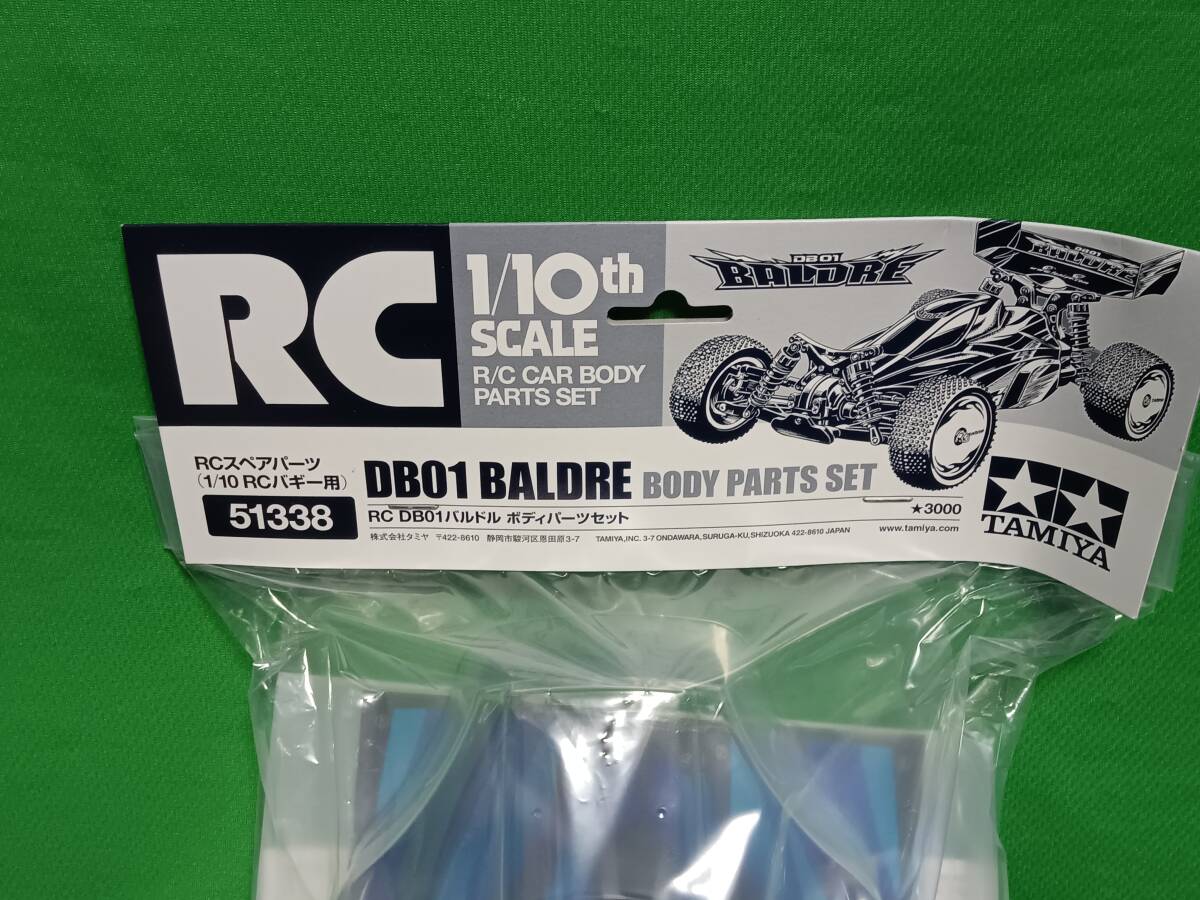 RC
1/10th
SCALE
R/C CAR BODY
PARTS SET
DB01
BALDRE
DB01
BALDRE
RCスペアパーツ
(1/10 RCバギー用)
51338
DB01 BALDRE BODY PARTS SET
RC DB01バルドル ボディパーツセット
★3000
株式会社タミヤ 〒422-8610 静岡市駿河区恩田原3-7 TAMIYA,INC. 3-7 ONDAWARA,SURUGA-KU,SHIZUOKA 422-8610 JAPAN
www.tamiya.com
TAMIYA